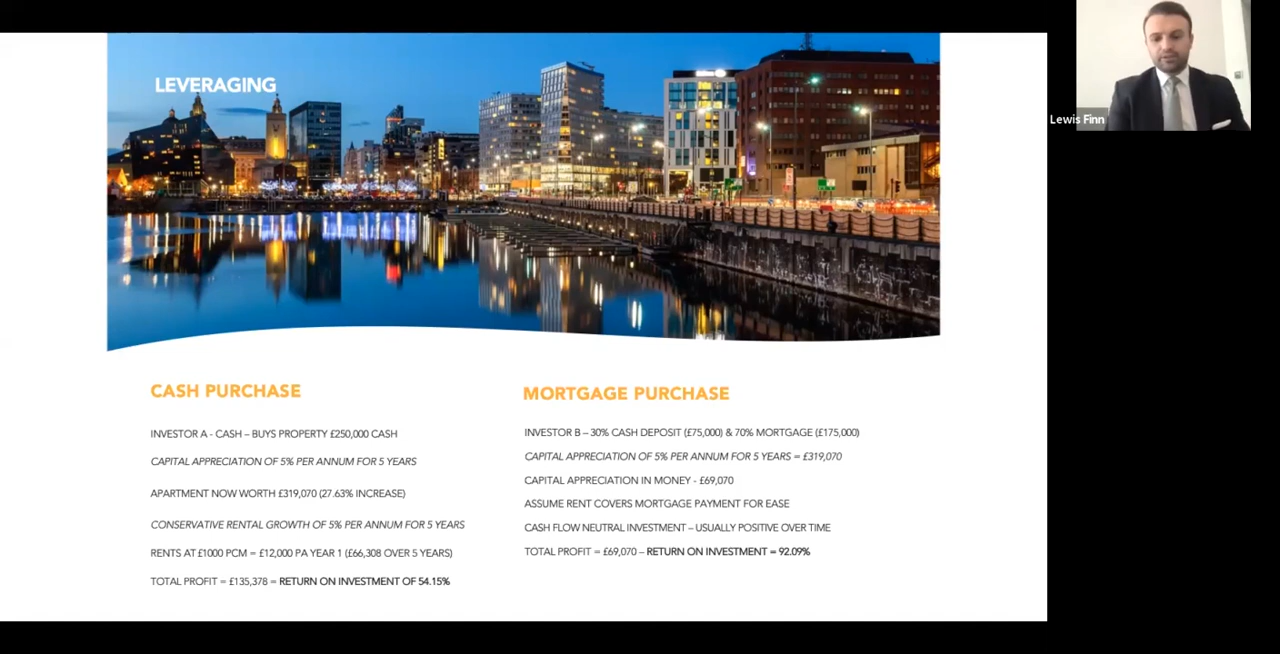 LEVERAGING
Lewis Finn
CASH PURCHASE
INVESTOR A - CASH – BUYS PROPERTY £250,000 CASH
CAPITAL APPRECIATION OF 5% PER ANNUM FOR 5 YEARS
APARTMENT NOW WORTH £319,070 (27.63% INCREASE)
CONSERVATIVE RENTAL GROWTH OF 5% PER ANNUM FOR 5 YEARS
RENTS AT £1000 PCM = £12,000 PA YEAR 1 (£66,308 OVER 5 YEARS)
TOTAL PROFIT = £135,378 = RETURN ON INVESTMENT OF 54.15%
MORTGAGE PURCHASE
INVESTOR B – 30% CASH DEPOSIT (£75,000) & 70% MORTGAGE (£175,000)
CAPITAL APPRECIATION OF 5% PER ANNUM FOR 5 YEARS = £319,070
CAPITAL APPRECIATION IN MONEY - £69,070
ASSUME RENT COVERS MORTGAGE PAYMENT FOR EASE
CASH FLOW NEUTRAL INVESTMENT – USUALLY POSITIVE OVER TIME
TOTAL PROFIT = £69,070 – RETURN ON INVESTMENT = 92.09%